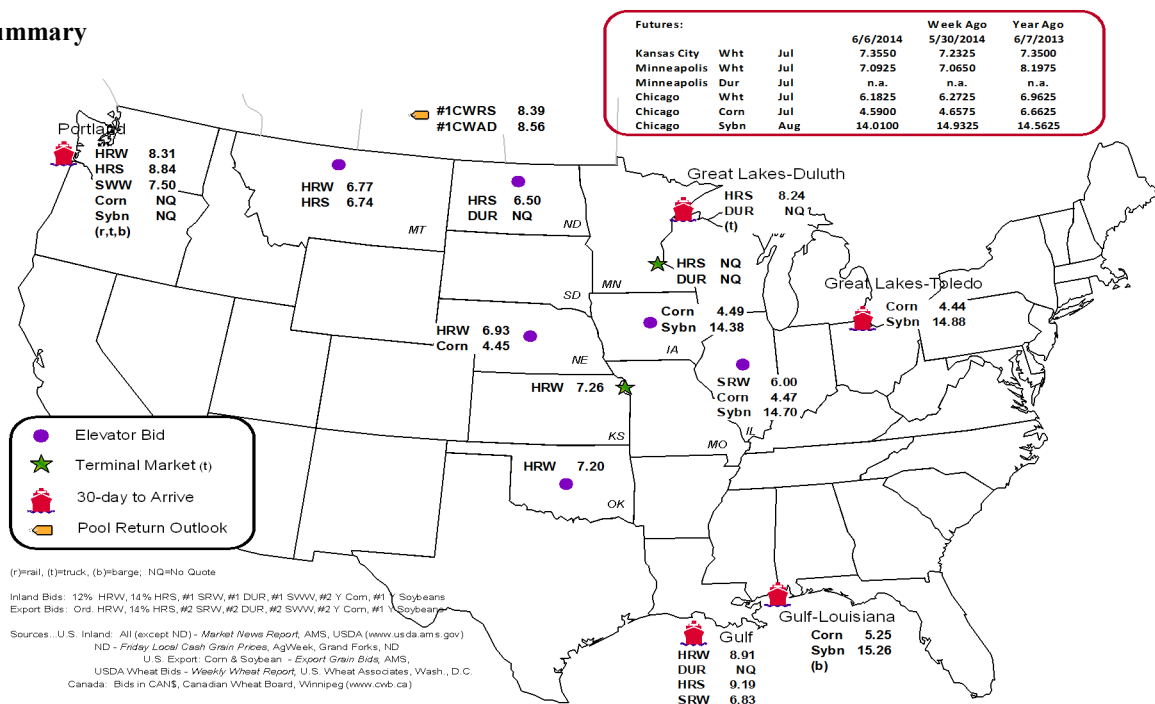 ummary
Futures: Week Ago Year Ago
6/6/2014 5/30/2014 6/7/2013
Kansas City Wht Jul 7.3550 7.2325 7.3500
Minneapolis Wht Jul 7.0925 7.0650 8.1975
Minneapolis Dur Jul n.a. n.a. n.a.
Chicago Wht Jul 6.1825 6.2725 6.9625
Chicago Corn Jul 4.5900 4.6575 6.6625
Chicago Sybn Aug 14.0100 14.9325 14.5625
#1CWRS 8.39
#1CWAD 8.56
Portland
HRW 8.31
HRS 8.84
SWW 7.50
Corn NQ
Sybn NQ
(r,t,b)
HRW 6.77
HRS 6.74
MT
HRS 6.50
DUR NQ
ND
Great Lakes-Duluth
HRS 8.24
DUR NQ
(t)
HRS NQ
DUR NQ
MN
SD
Great Lakes-Toledo
Corn 4.44
Sybn 14.88
HRW 6.93
Corn 4.45
NE
Corn 4.49
Sybn 14.38
IA
SRW 6.00
Corn 4.47
Sybn 14.70
IL
HRW 7.26
KS
MO
HRW 7.20
OK
Elevator Bid
Terminal Market (t)
30-day to Arrive
Pool Return Outlook
Gulf-Louisiana
Corn 5.25
Sybn 15.26
(b)
Gulf
HRW 8.91
DUR NQ
HRS 9.19
SRW 6.83
(r)=rail, (t)=truck, (b)=barge; NQ=No Quote
Inland Bids: 12% HRW, 14% HRS, #1 SRW, #1 DUR, #1 SWW, #2 Y Corn, #1 Y Soybeans
Export Bids: Ord. HRW, 14% HRS, #2 SRW, #2 DUR, #2 SWW, #2 Y Corn, #1 Y Soybeans
Sources...U.S. Inland: All (except ND) - Market News Report, AMS, USDA (www.usda.ams.gov)
ND - Friday Local Cash Grain Prices, AgWeek, Grand Forks, ND
U.S. Export: Corn & Soybean - Export Grain Bids, AMS,
USDA Wheat Bids - Weekly Wheat Report, U.S. Wheat Associates, Wash., D.C.
Canada: Bids in CAN$, Canadian Wheat Board, Winnipeg (www.cwb.ca)